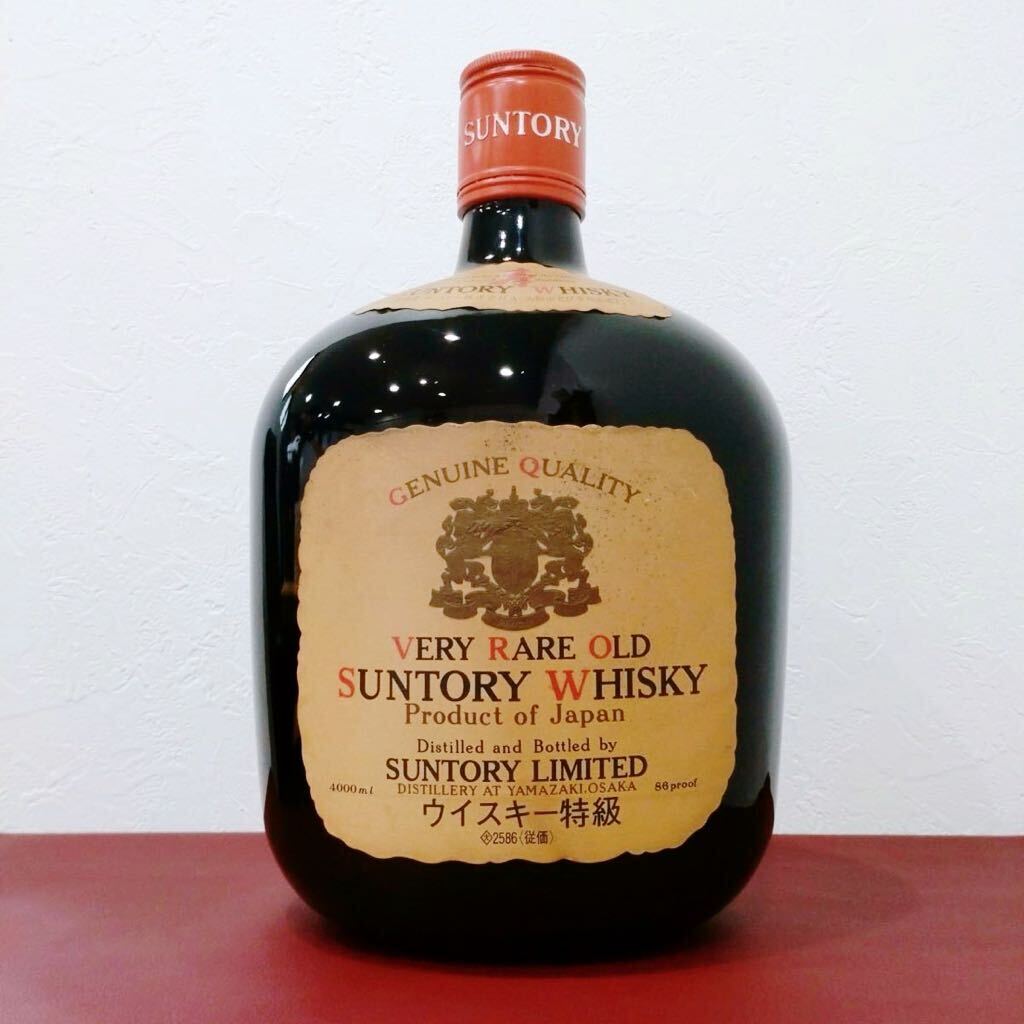 SUNTORY
SUNTORY WHISKY
GENUINE QUALITY
VERY RARE OLD
SUNTORY WHISKY
Product of Japan
Distilled and Bottled by
SUNTORY LIMITED
4000ml DISTILLERY AT YAMAZAKI,OSAKA 86 proof
ウイスキー特級
2586(従価)